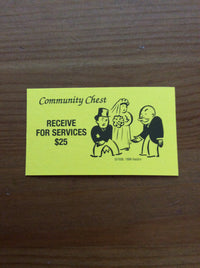 Community Chest
RECEIVE
FOR SERVICES
$25